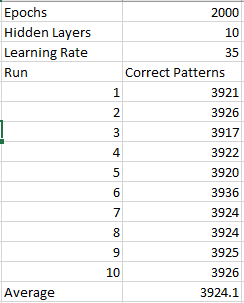 Epochs 2000
Hidden Layers 10
Learning Rate 35
Run Correct Patterns
1 3921
2 3926
3 3917
4 3922
5 3920
6 3936
7 3924
8 3924
9 3925
10 3926
Average 3924.1